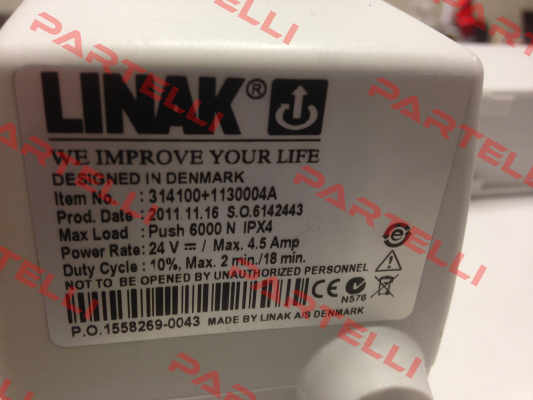 LINAK®
WE IMPROVE YOUR LIFE
DESIGNED IN DENMARK
Item No. : 314100+1130004A
Prod. Date : 2011.11.16 S.O.6142443
Max Load : Push 6000 N IPX4
Power Rate: 24 V ⎓ / Max. 4.5 Amp
Duty Cycle : 10%, Max. 2 min./18 min.
NOT TO BE OPENED BY UNAUTHORIZED PERSONNEL
CE
N576
P.O.1558269-0043 MADE BY LINAK A/S DENMARK
PARTELLI
PARTELLI
PARTELLI
PARTELLI
PARTELLI
PARTELLI